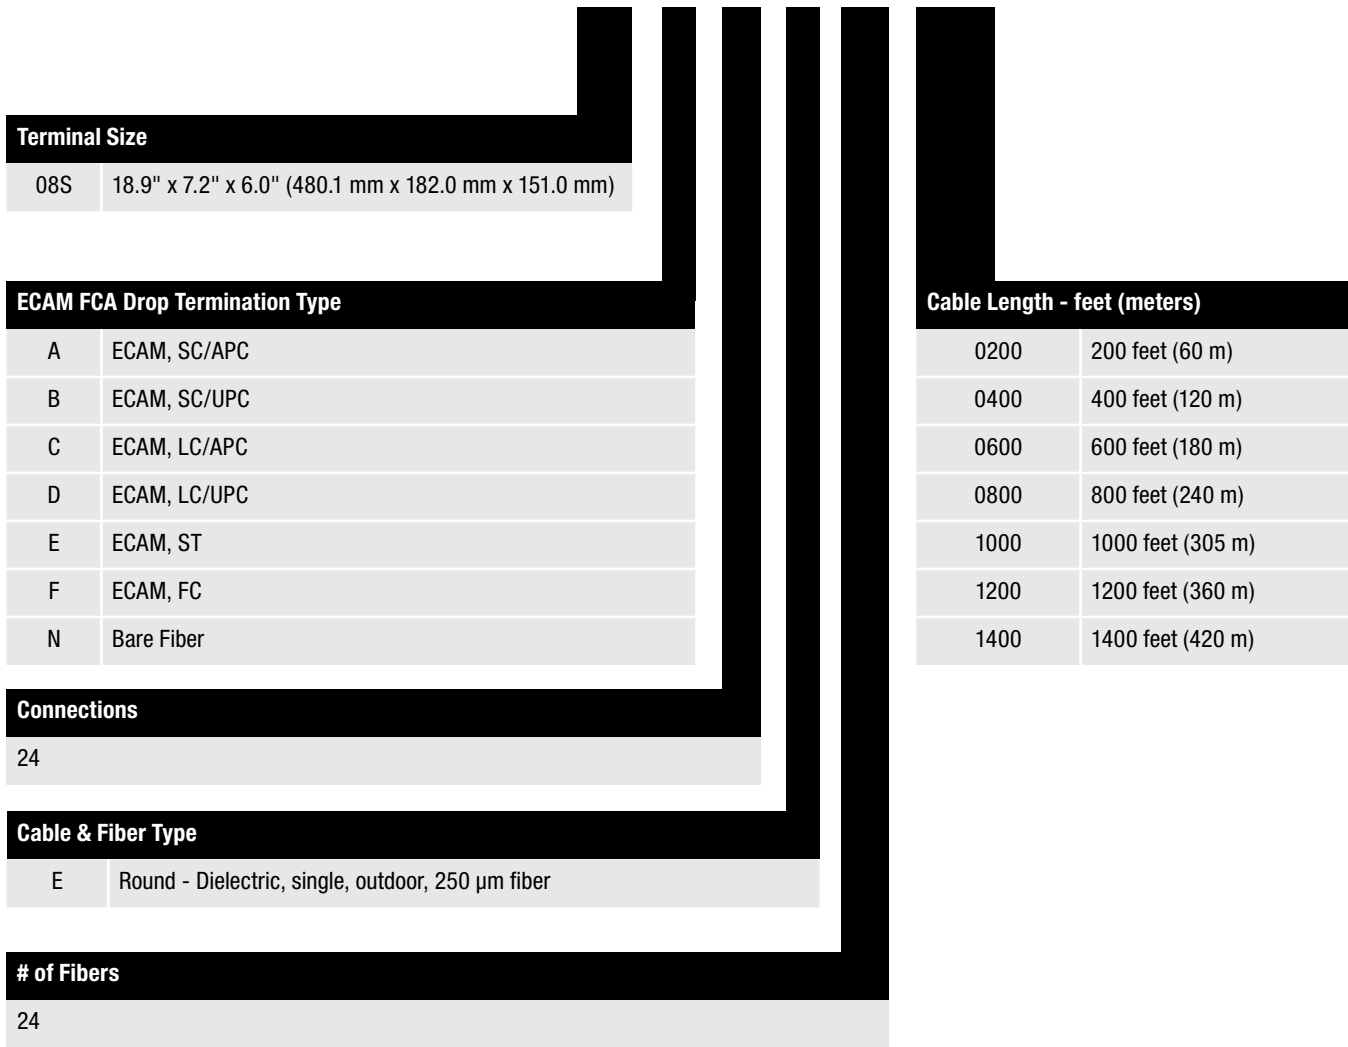 Terminal Size
08S 18.9" x 7.2" x 6.0" (480.1 mm x 182.0 mm x 151.0 mm)
ECAM FCA Drop Termination Type
A ECAM, SC/APC
B ECAM, SC/UPC
C ECAM, LC/APC
D ECAM, LC/UPC
E ECAM, ST
F ECAM, FC
N Bare Fiber
Cable Length - feet (meters)
0200 200 feet (60 m)
0400 400 feet (120 m)
0600 600 feet (180 m)
0800 800 feet (240 m)
1000 1000 feet (305 m)
1200 1200 feet (360 m)
1400 1400 feet (420 m)
Connections
24
Cable & Fiber Type
E Round - Dielectric, single, outdoor, 250 µm fiber
# of Fibers
24